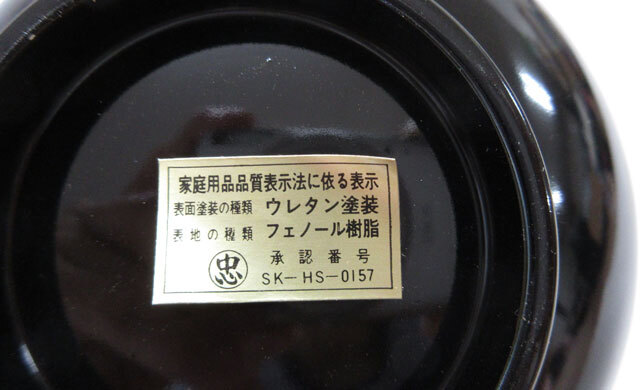 家庭用品品質表示法に依る表示
表面塗装の種類 ウレタン塗装
表地の種類 フェノール樹脂
忠 承認番号
SK-HS-0157